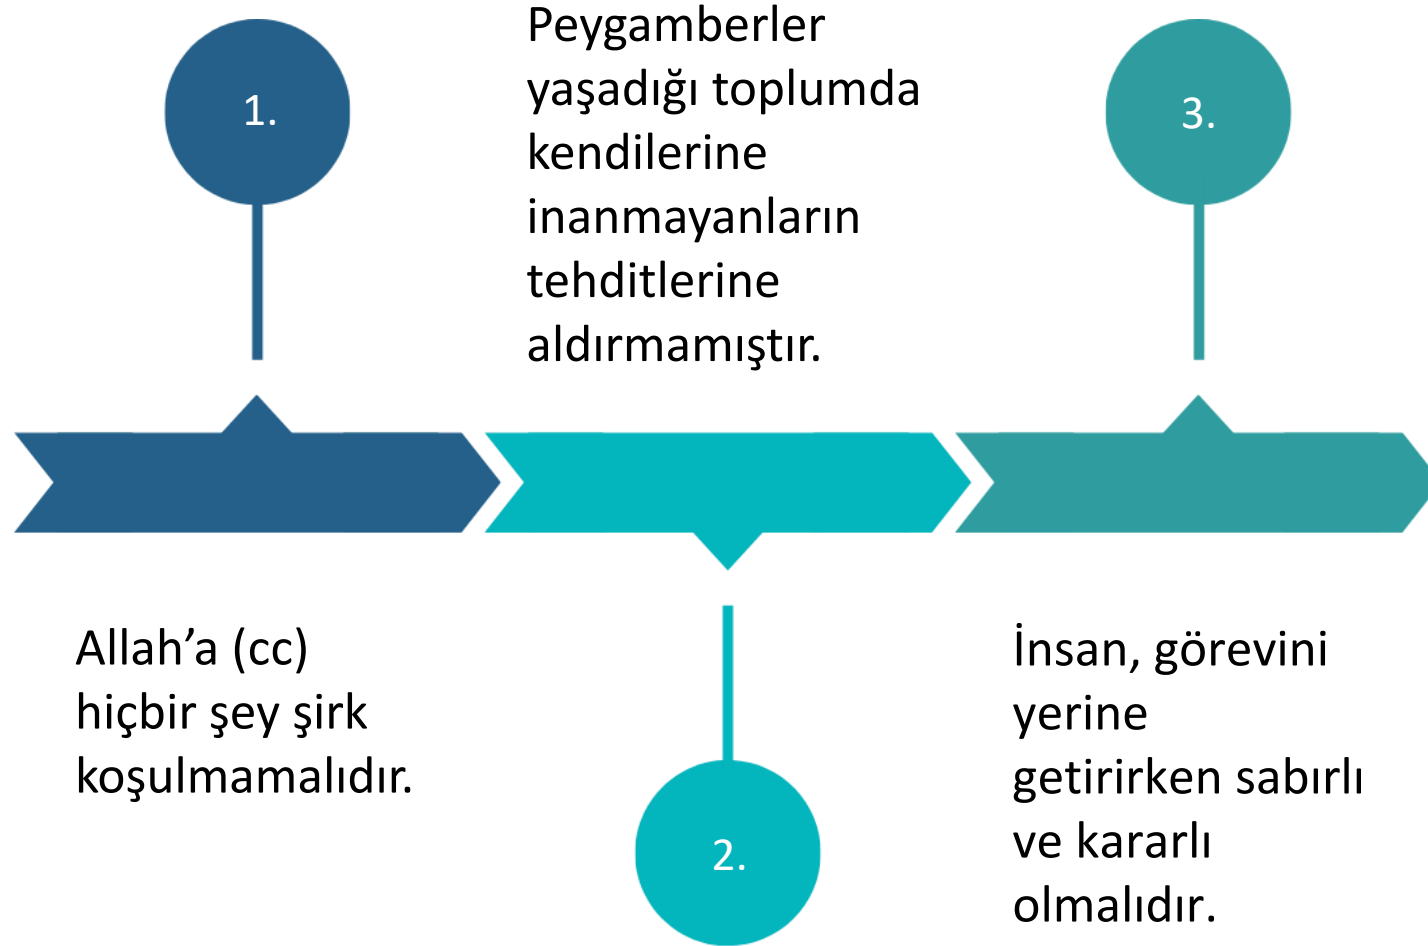 1.
Allah’a (cc)
hiçbir şey şirk
koşulmamalıdır.
Peygamberler
yaşadığı toplumda
kendilerine
inanmayanların
tehditlerine
aldırmamıştır.
2.
3.
İnsan, görevini
yerine
getirirken sabırlı
ve kararlı
olmalıdır.